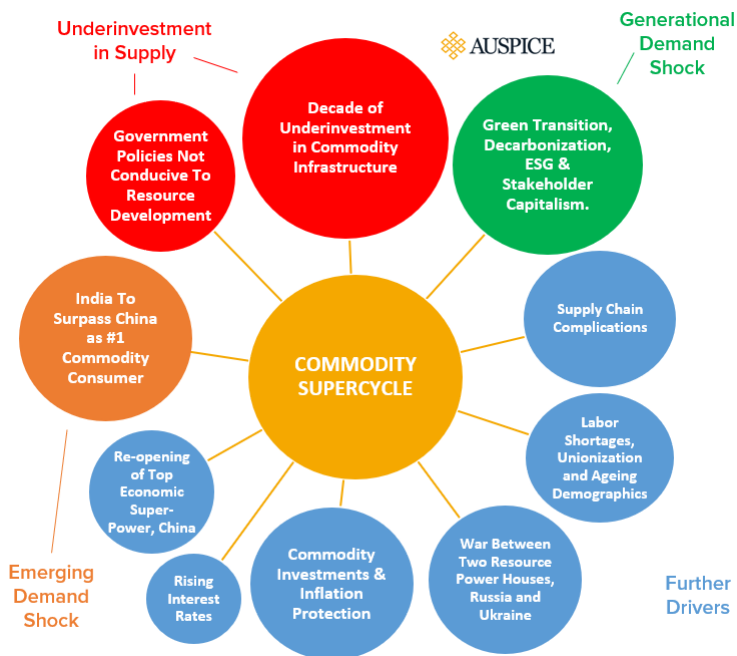 Underinvestment
in Supply
AUSPICE
Generational
Demand
Shock
Government
Policies Not
Conducive To
Resource
Development
Decade of
Underinvestment
in Commodity
Infrastructure
Green Transition,
Decarbonization,
ESG &
Stakeholder
Capitalism.
India To
Surpass China
as #1
Commodity
Consumer
COMMODITY
SUPERCYCLE
Supply Chain
Complications
Labor
Shortages,
Unionization
and Ageing
Demographics
Re-opening
of Top
Economic
Super-
Power, China
Rising
Interest
Rates
Commodity
Investments &
Inflation
Protection
War Between
Two Resource
Power Houses,
Russia and
Ukraine
Emerging
Demand
Shock
Further
Drivers